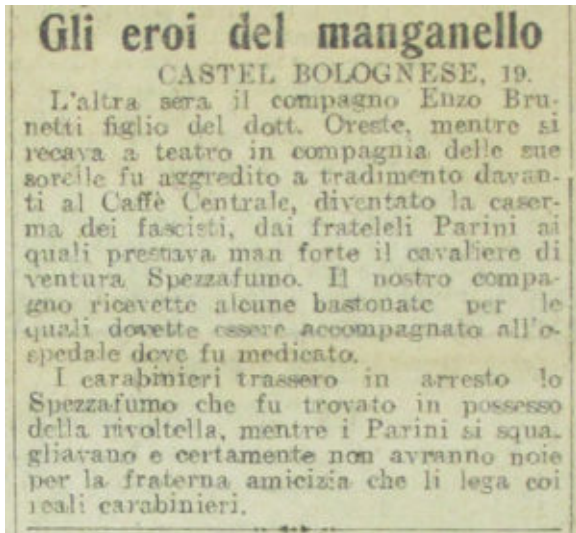 Gli eroi del manganello
CASTEL BOLOGNESE, 19.
L'altra sera il compagno Enzo Bru-
netti figlio del dott. Oreste, mentre si
recava a teatro in compagnia delle sue
sorelle fu aggredito a tradimento davan-
ti al Caffè Centrale, diventato la caser-
ma dei fascisti, dai frateleli Parini ai
quali prestava man forte il cavaliere di
ventura Spezzafumo. Il nostro compa-
gno ricevette alcune bastonate per le
quali dovette essere accompagnato all'o-
spedale dove fu medicato.
I carabinieri trassero in arresto lo
Spezzafumo che fu trovato in possesso
della rivoltella, mentre i Parini si squa-
gliavano e certamente non avranno noie
per la fraterna amicizia che li lega coi
reali carabinieri.